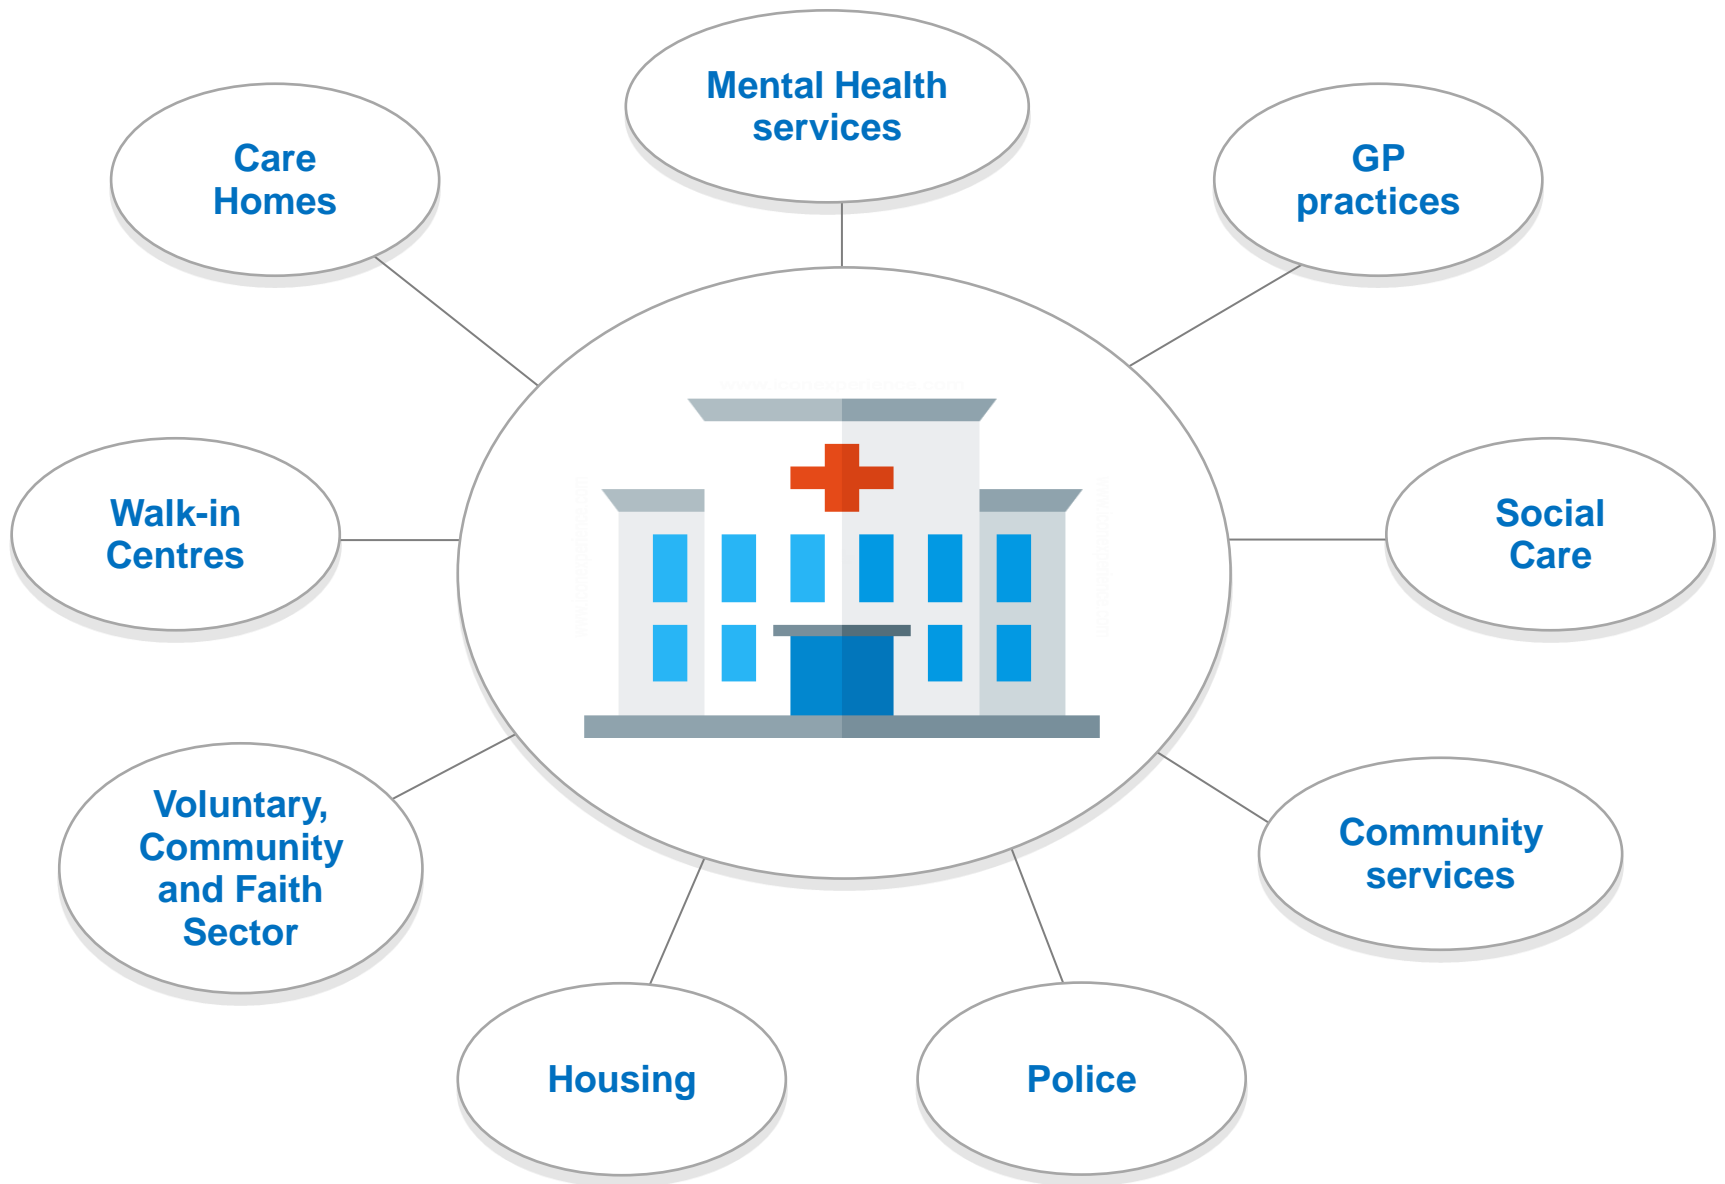 Mental Health
services
Care
Homes
GP
practices
Walk-in
Centres
Social
Care
Voluntary,
Community
and Faith
Sector
Community
services
Housing
Police